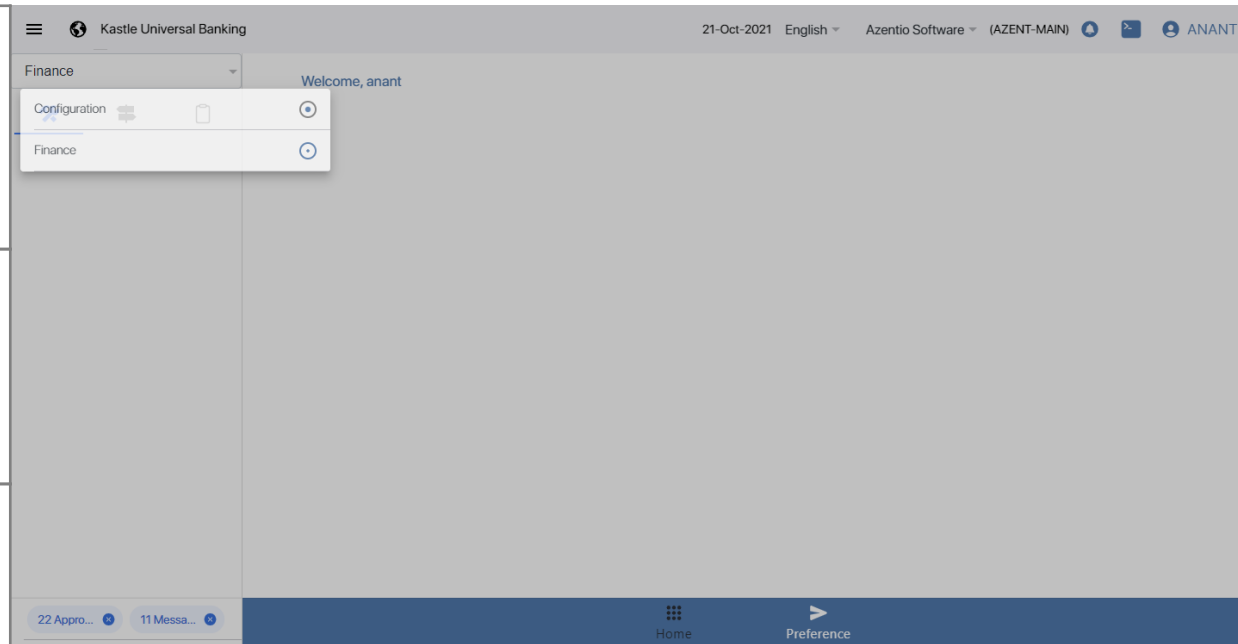 Kastle Universal Banking 21-Oct-2021 English Azentio Software (AZENT-MAIN) ANANT
Finance
Welcome, anant
Configuration
Finance
22 Appro... 11 Messa...
Home Preference